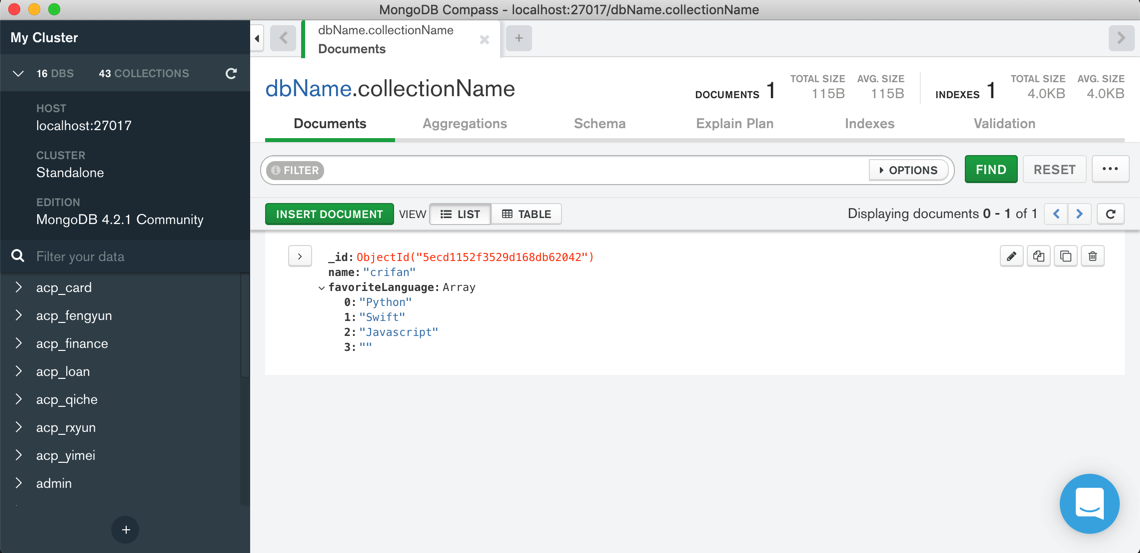 MongoDB Compass - localhost:27017/dbName.collectionName
My Cluster
16 DBS 43 COLLECTIONS
HOST
localhost:27017
CLUSTER
Standalone
EDITION
MongoDB 4.2.1 Community
Filter your data
acp_card
acp_fengyun
acp_finance
acp_loan
acp_qiche
acp_rxyun
acp_yimei
admin
dbName.collectionName
Documents
dbName.collectionName
DOCUMENTS 1 TOTAL SIZE 115B AVG. SIZE 115B INDEXES 1 TOTAL SIZE 4.0KB AVG. SIZE 4.0KB
Documents Aggregations Schema Explain Plan Indexes Validation
FILTER OPTIONS FIND RESET
INSERT DOCUMENT VIEW LIST TABLE Displaying documents 0 - 1 of 1
_id: ObjectId("5ecd1152f3529d168db62042")
name: "crifan"
favoriteLanguage: Array
0: "Python"
1: "Swift"
2: "Javascript"
3: ""